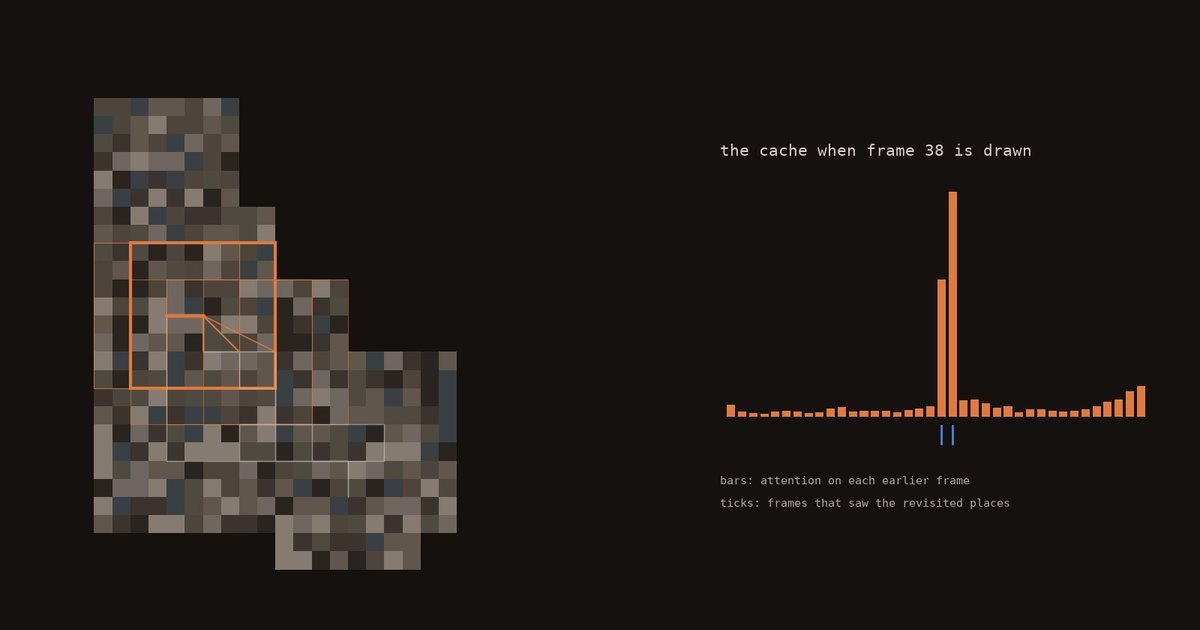 the cache when frame 38 is drawn
bars: attention on each earlier frame
ticks: frames that saw the revisited places